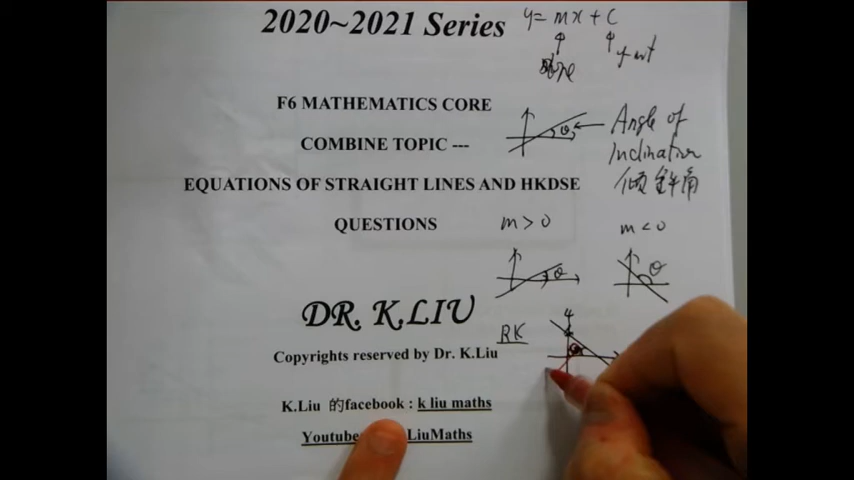 2020~2021 Series
y = mx + c
slope
y-int
F6 MATHEMATICS CORE
COMBINE TOPIC ---
EQUATIONS OF STRAIGHT LINES AND HKDSE
QUESTIONS
θ
Angle of
Inclination
傾斜角
m > 0
m < 0
θ
θ
DR. K.LIU
RK
Copyrights reserved by Dr. K.Liu
K.Liu 的facebook : k liu maths
Youtube LiuMaths